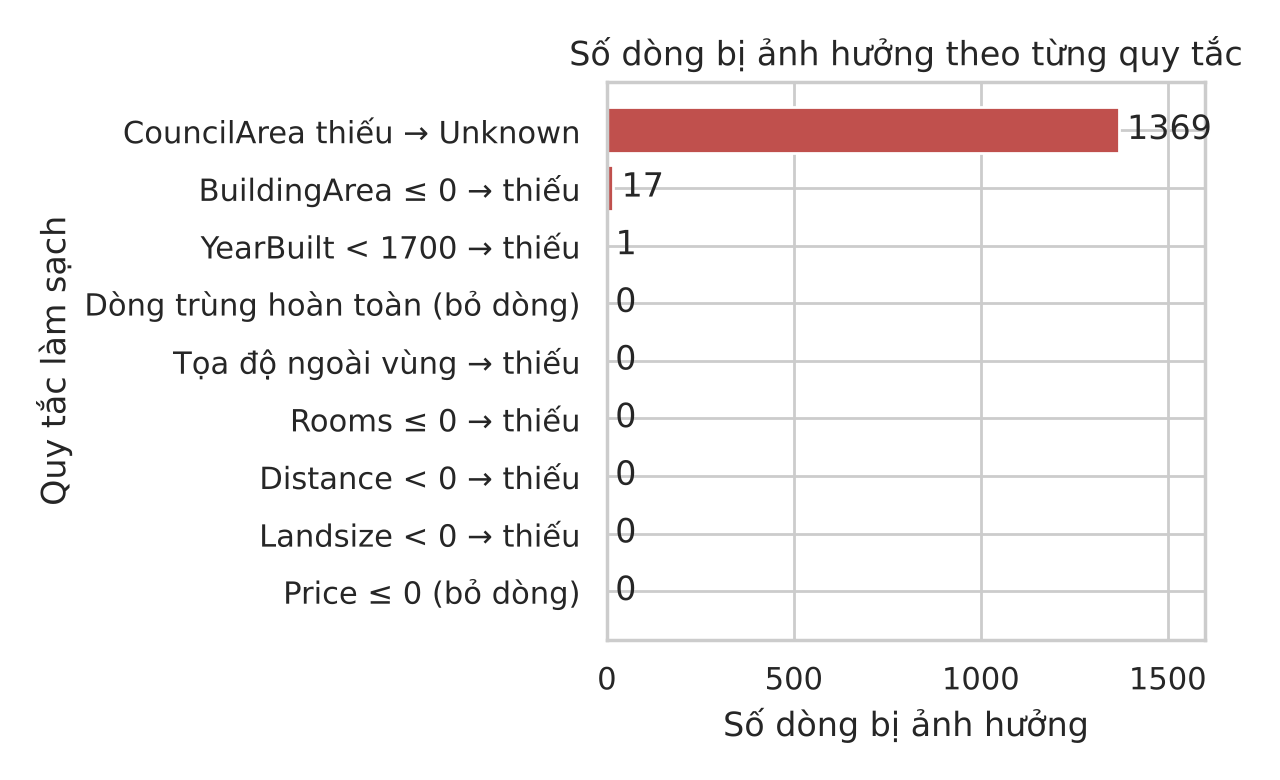 Số dòng bị ảnh hưởng theo từng quy tắc
CouncilArea thiếu → Unknown
1369
BuildingArea ≤ 0 → thiếu
17
YearBuilt < 1700 → thiếu
1
Dòng trùng hoàn toàn (bỏ dòng)
0
Tọa độ ngoài vùng → thiếu
0
Rooms ≤ 0 → thiếu
0
Distance < 0 → thiếu
0
Landsize < 0 → thiếu
0
Price ≤ 0 (bỏ dòng)
0
Quy tắc làm sạch
0 500 1000 1500
Số dòng bị ảnh hưởng